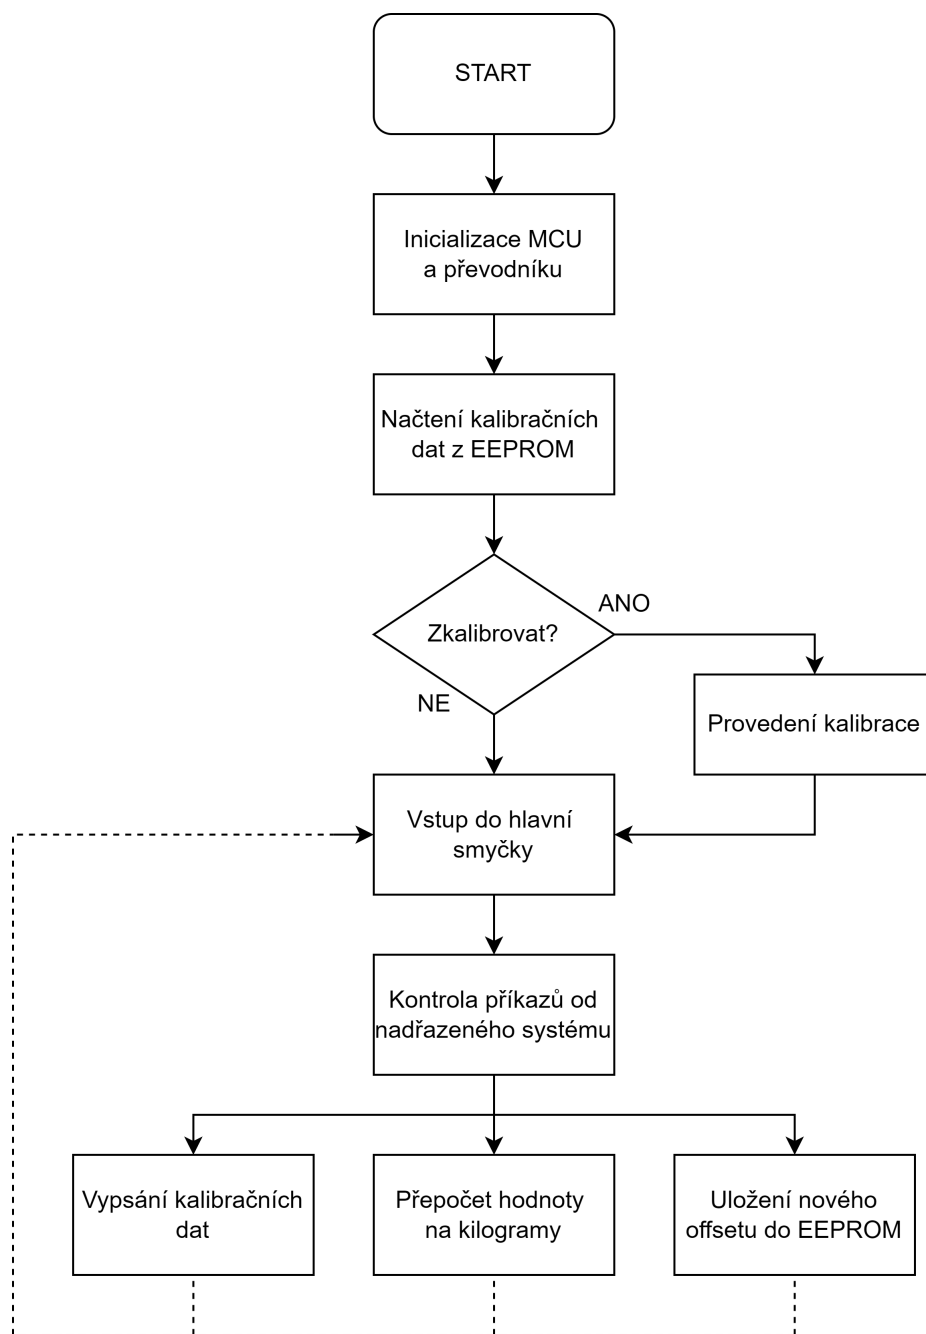 START
Inicializace MCU
a převodníku
Načtení kalibračních
dat z EEPROM
Zkalibrovat?
ANO
NE
Provedení kalibrace
Vstup do hlavní
smyčky
Kontrola příkazů od
nadřazeného systému
Vypsání kalibračních
dat
Přepočet hodnoty
na kilogramy
Uložení nového
offsetu do EEPROM